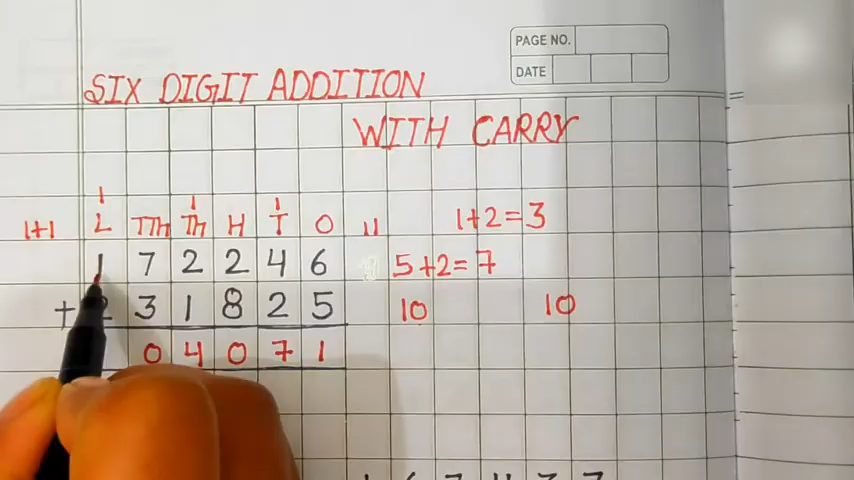 PAGE NO.
DATE
SIX DIGIT ADDITION
WITH CARRY
1 1 1
1+1 L TTh Th H T O 11 1+2=3
1 7 2 2 4 6 5+2=7
+ 2 3 1 8 2 5 10 10
0 4 0 7 1